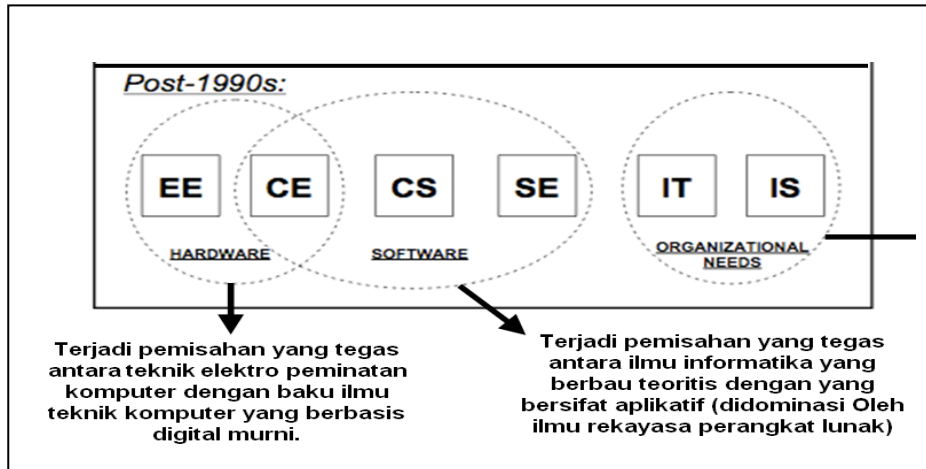 Post-1990s:
EE CE CS SE IT IS
HARDWARE SOFTWARE ORGANIZATIONAL
NEEDS
Terjadi pemisahan yang tegas
antara teknik elektro peminatan
komputer dengan baku ilmu
teknik komputer yang berbasis
digital murni.
Terjadi pemisahan yang tegas
antara ilmu informatika yang
berbau teoritis dengan yang
bersifat aplikatif (didominasi Oleh
ilmu rekayasa perangkat lunak)